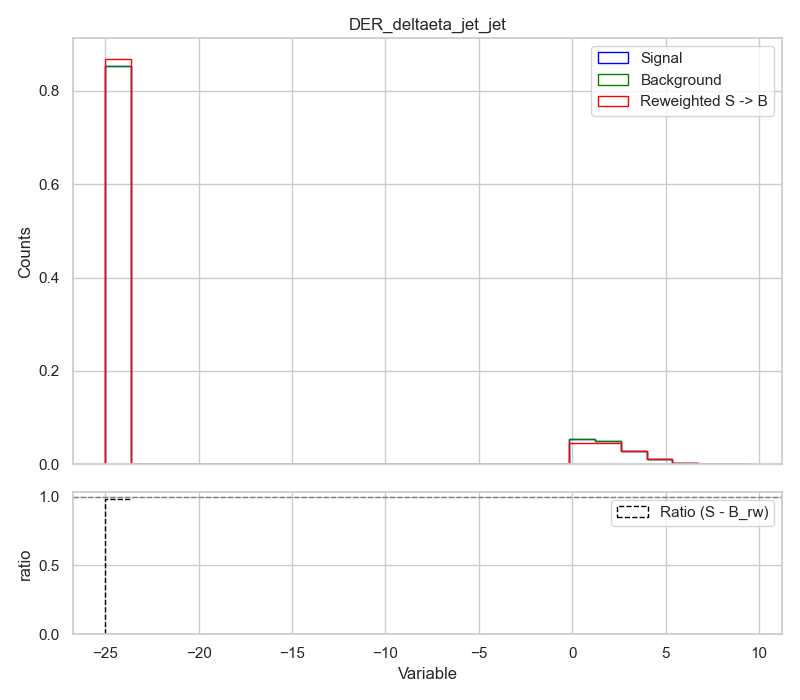 DER_deltaeta_jet_jet
Signal
Background
Reweighted S -> B
0.8
0.6
0.4
0.2
0.0
Counts
Ratio (S - B_rw)
1.0
0.5
0.0
ratio
−25 −20 −15 −10 −5 0 5 10
Variable